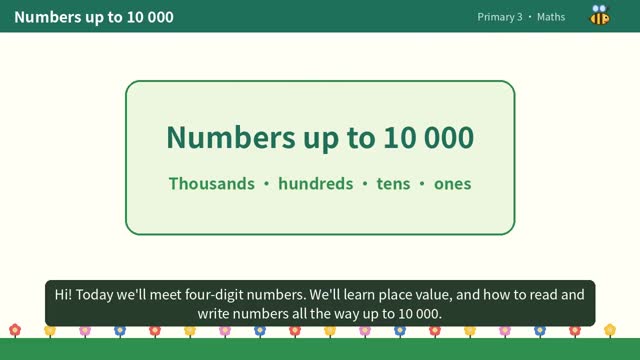 Numbers up to 10 000
Primary 3 • Maths
Numbers up to 10 000
Thousands • hundreds • tens • ones
Hi! Today we'll meet four-digit numbers. We'll learn place value, and how to read and
write numbers all the way up to 10 000.